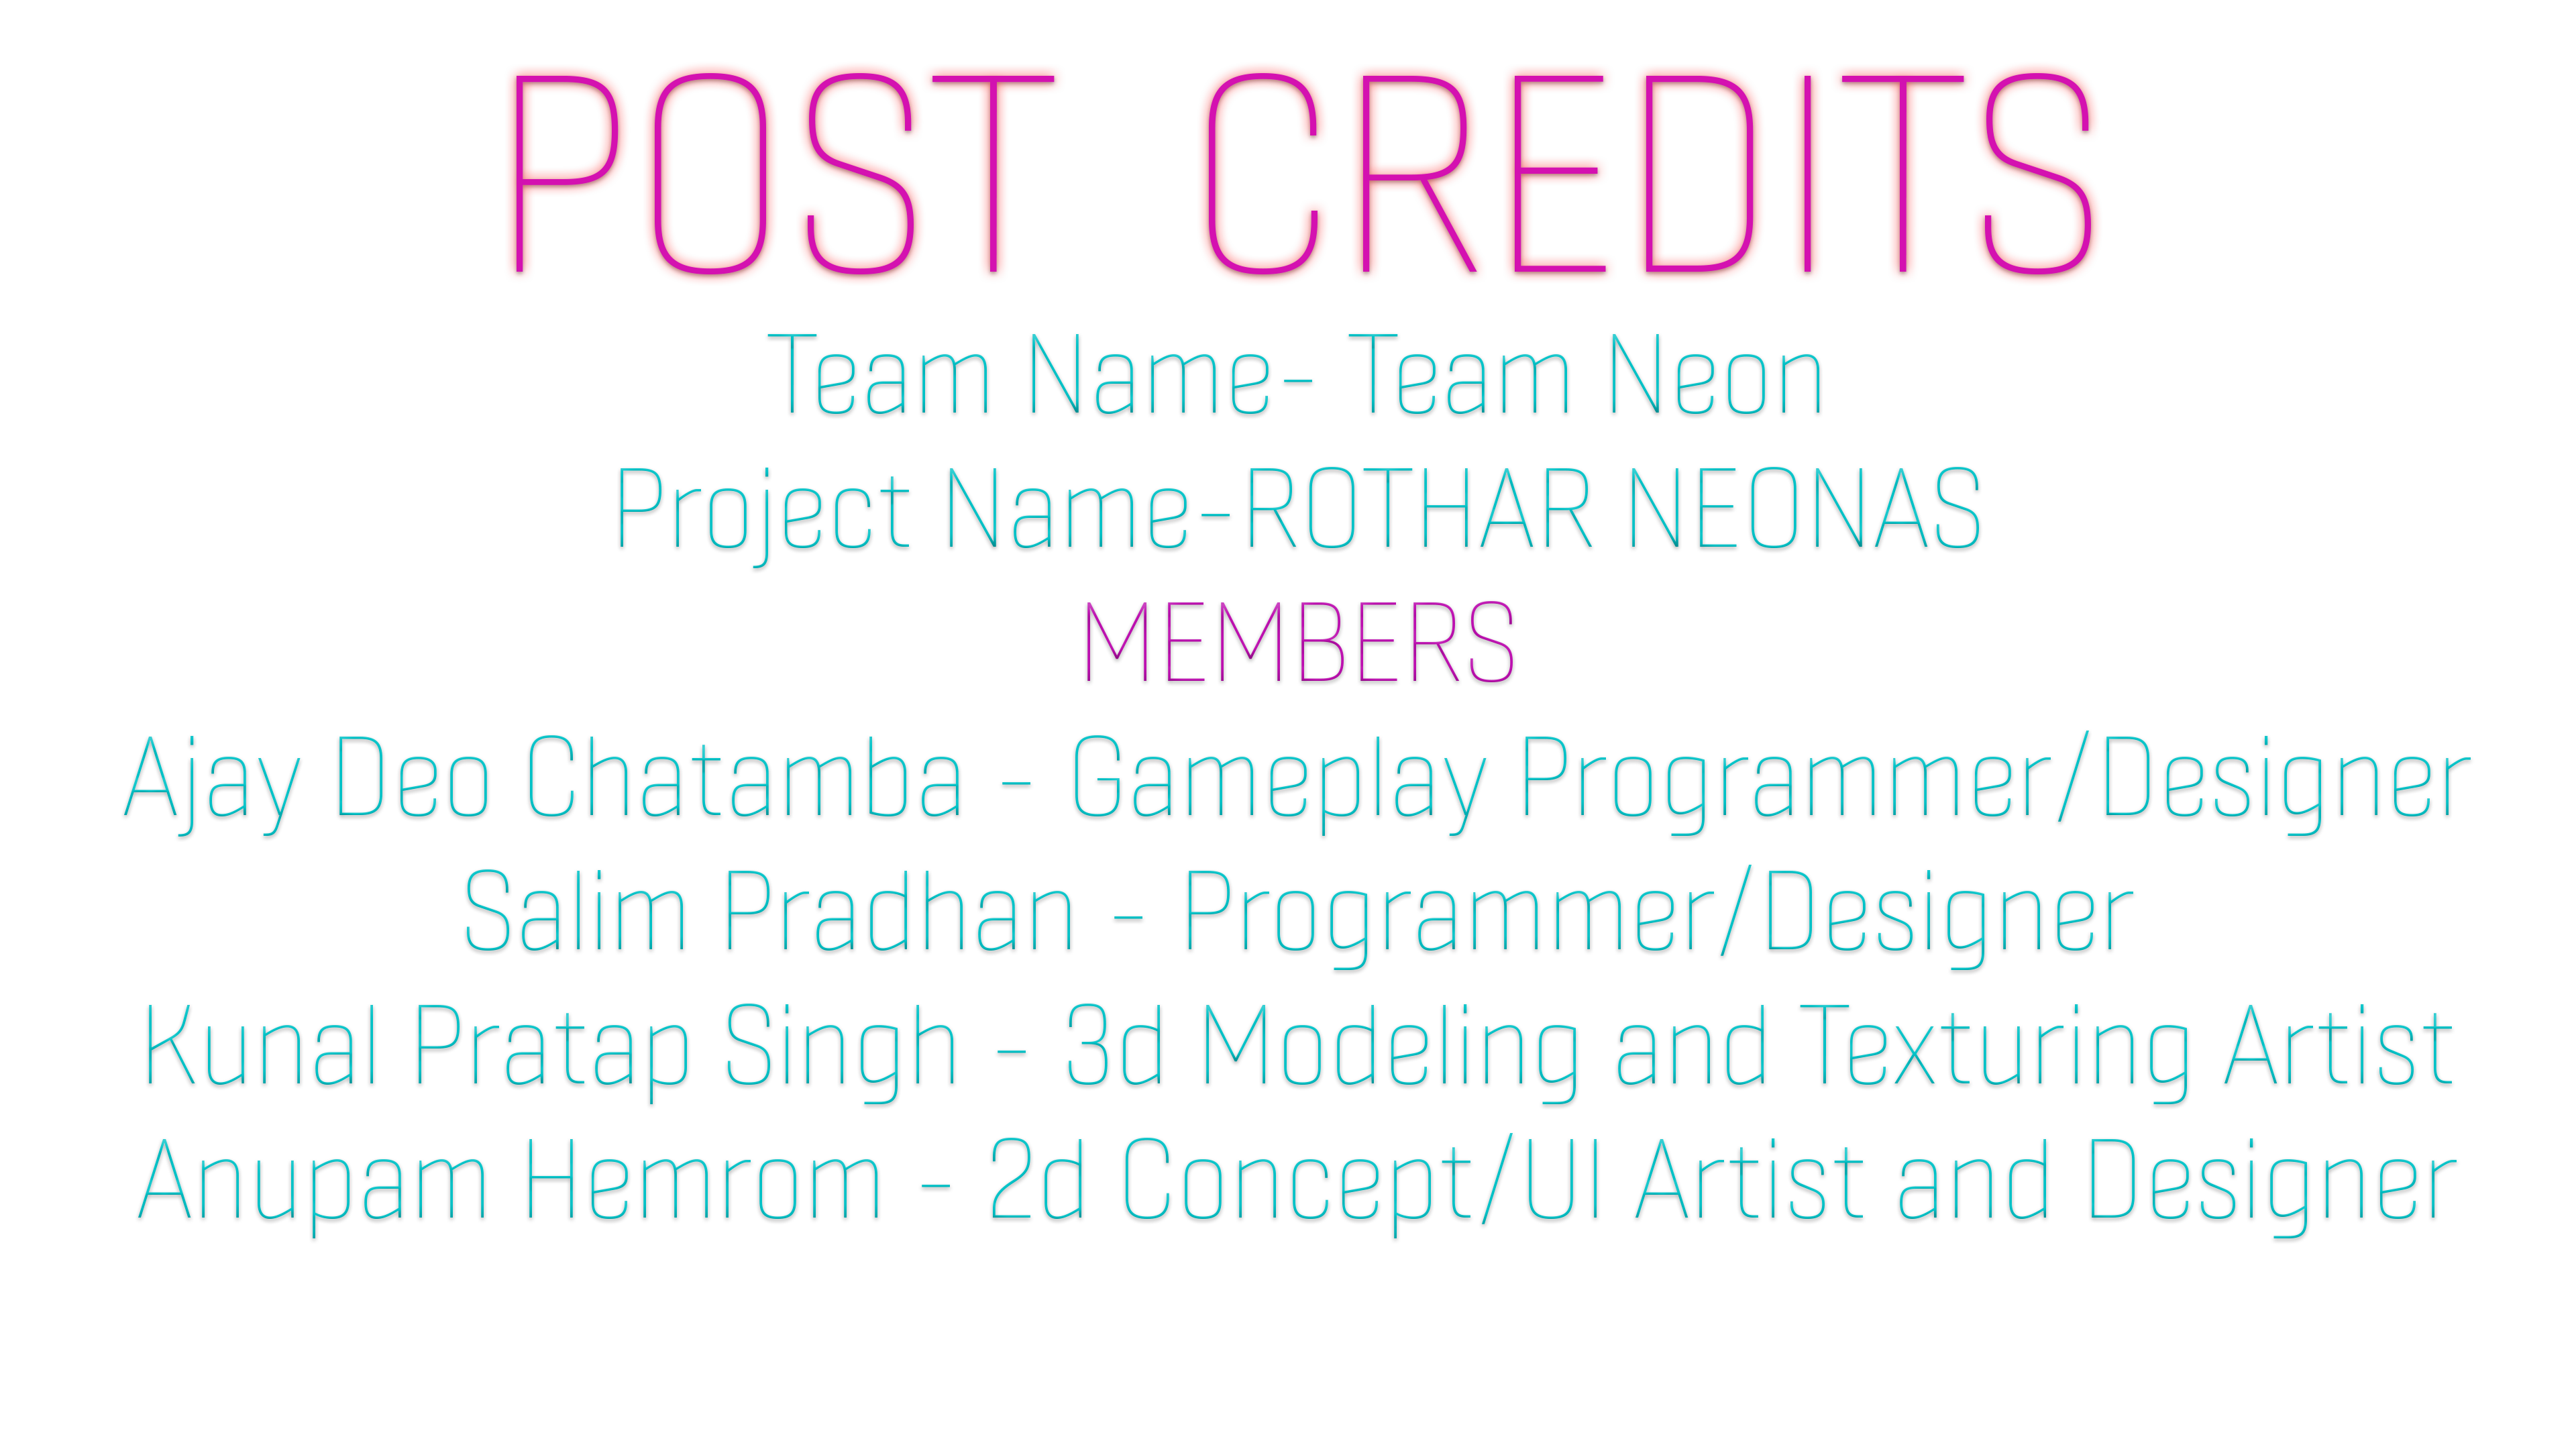 POST CREDITS
Team Name- Team Neon
Project Name-ROTHAR NEONAS
MEMBERS
Ajay Deo Chatamba - Gameplay Programmer/Designer
Salim Pradhan - Programmer/Designer
Kunal Pratap Singh - 3d Modeling and Texturing Artist
Anupam Hemrom - 2d Concept/UI Artist and Designer